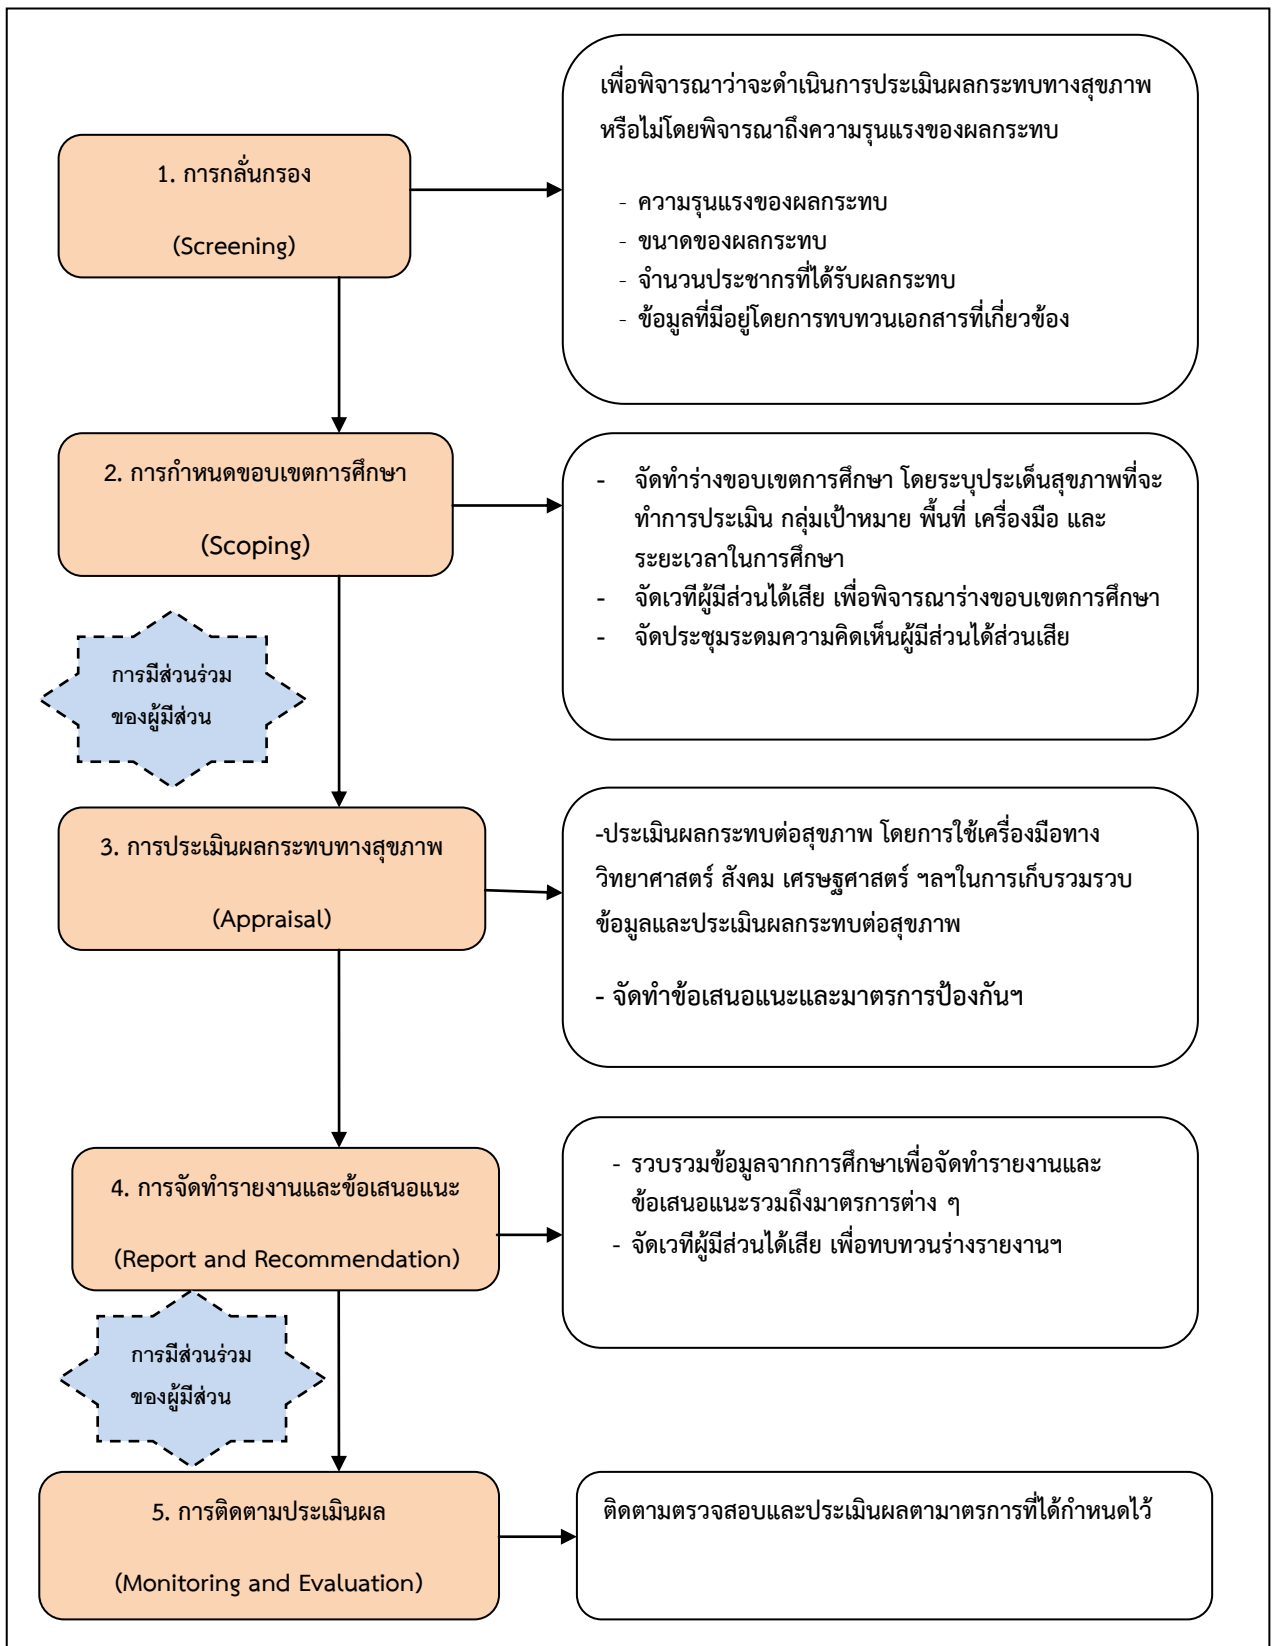 1. การกลั่นกรอง
(Screening)
เพื่อพิจารณาว่าจะดำเนินการประเมินผลกระทบทางสุขภาพ
หรือไม่โดยพิจารณาถึงความรุนแรงของผลกระทบ
- ความรุนแรงของผลกระทบ
- ขนาดของผลกระทบ
- จำนวนประชากรที่ได้รับผลกระทบ
- ข้อมูลที่มีอยู่โดยการทบทวนเอกสารที่เกี่ยวข้อง
2. การกำหนดขอบเขตการศึกษา
(Scoping)
- จัดทำร่างขอบเขตการศึกษา โดยระบุประเด็นสุขภาพที่จะ
ทำการประเมิน กลุ่มเป้าหมาย พื้นที่ เครื่องมือ และ
ระยะเวลาในการศึกษา
- จัดเวทีผู้มีส่วนได้เสีย เพื่อพิจารณาร่างขอบเขตการศึกษา
- จัดประชุมระดมความคิดเห็นผู้มีส่วนได้ส่วนเสีย
การมีส่วนร่วม
ของผู้มีส่วน
3. การประเมินผลกระทบทางสุขภาพ
(Appraisal)
-ประเมินผลกระทบต่อสุขภาพ โดยการใช้เครื่องมือทาง
วิทยาศาสตร์ สังคม เศรษฐศาสตร์ ฯลฯในการเก็บรวมรวบ
ข้อมูลและประเมินผลกระทบต่อสุขภาพ
- จัดทำข้อเสนอแนะและมาตรการป้องกันฯ
4. การจัดทำรายงานและข้อเสนอแนะ
(Report and Recommendation)
- รวบรวมข้อมูลจากการศึกษาเพื่อจัดทำรายงานและ
ข้อเสนอแนะรวมถึงมาตรการต่าง ๆ
- จัดเวทีผู้มีส่วนได้เสีย เพื่อทบทวนร่างรายงานฯ
การมีส่วนร่วม
ของผู้มีส่วน
5. การติดตามประเมินผล
(Monitoring and Evaluation)
ติดตามตรวจสอบและประเมินผลตามาตรการที่ได้กำหนดไว้